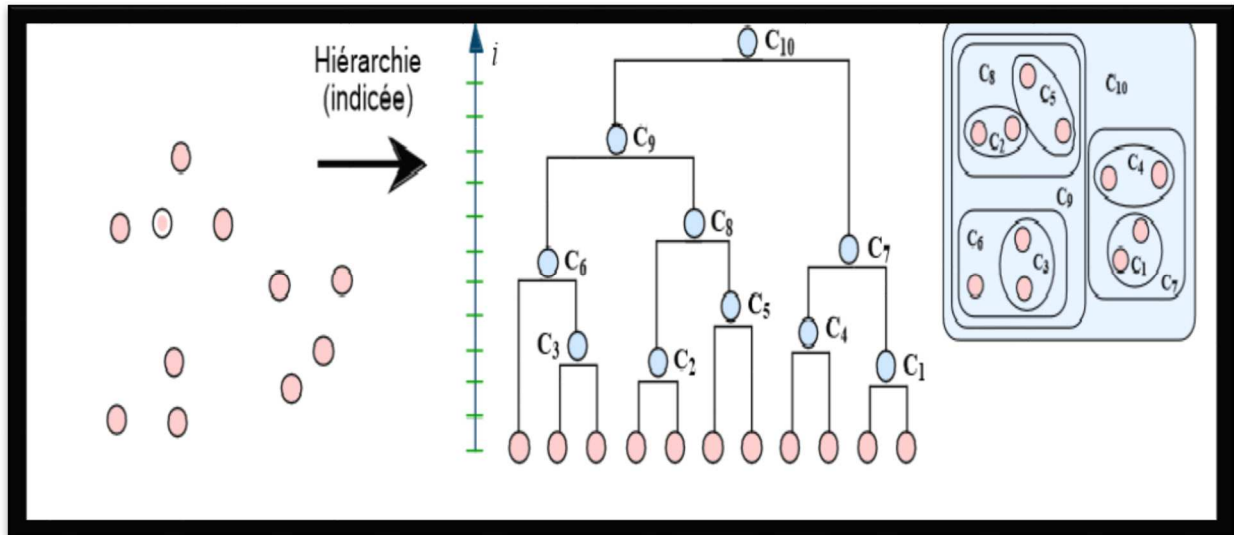 Hiérarchie
(indicée)
i
C10
C9
C8
C6
C7
C5
C3
C2
C4
C1
C8
C5
C10
C2
C4
C9
C6
C3
C1
C7